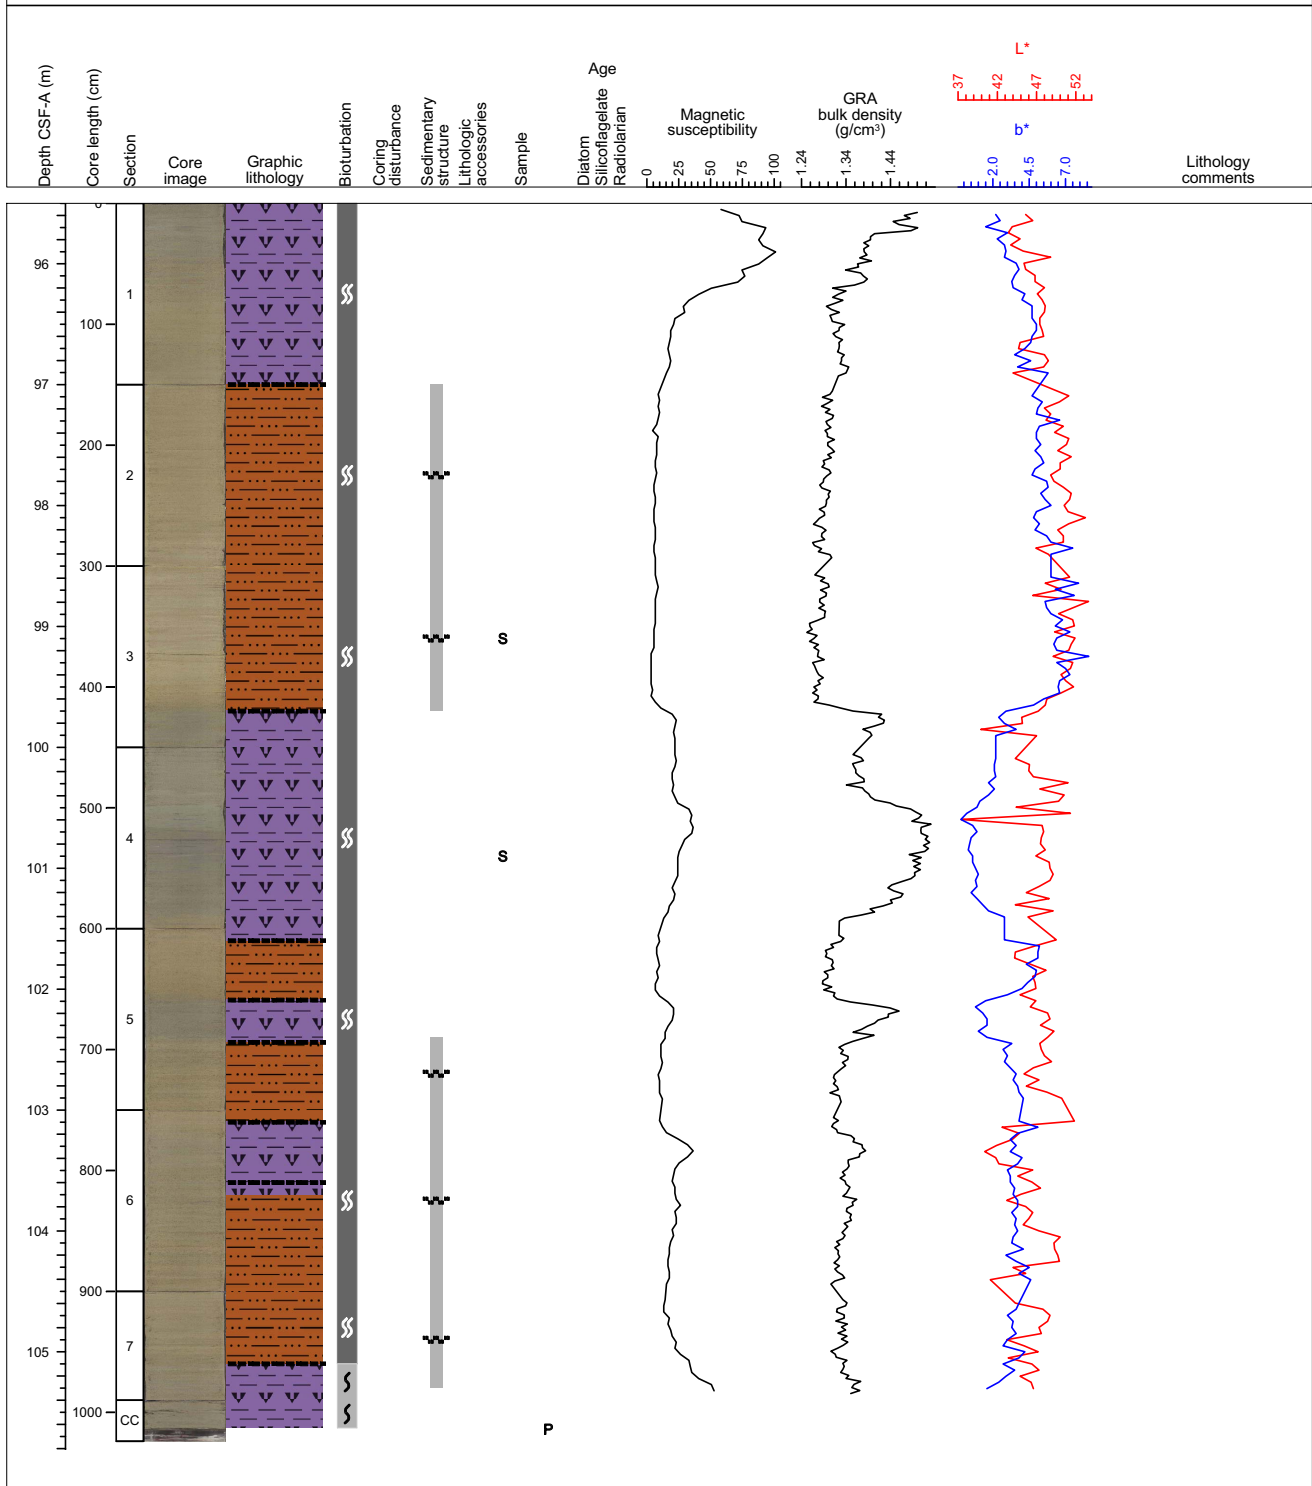 Depth CSF-A (m)
Core length (cm)
Section
Core
image
Graphic
lithology
Bioturbation
Coring
disturbance
Sedimentary
structure
Lithologic
accessories
Sample
Age
Diatom
Silicoflagelate
Radiolarian
Magnetic
susceptibility
0 25 50 75 100
GRA
bulk density
(g/cm³)
1.24 1.34 1.44
L*
37 42 47 52
b*
2.0 4.5 7.0
Lithology
comments
0
96
1
100
97
2
98
300
99
S
3
400
100
500
4
S
101
600
102
5
700
103
800
6
104
900
7
105
1000
CC
P